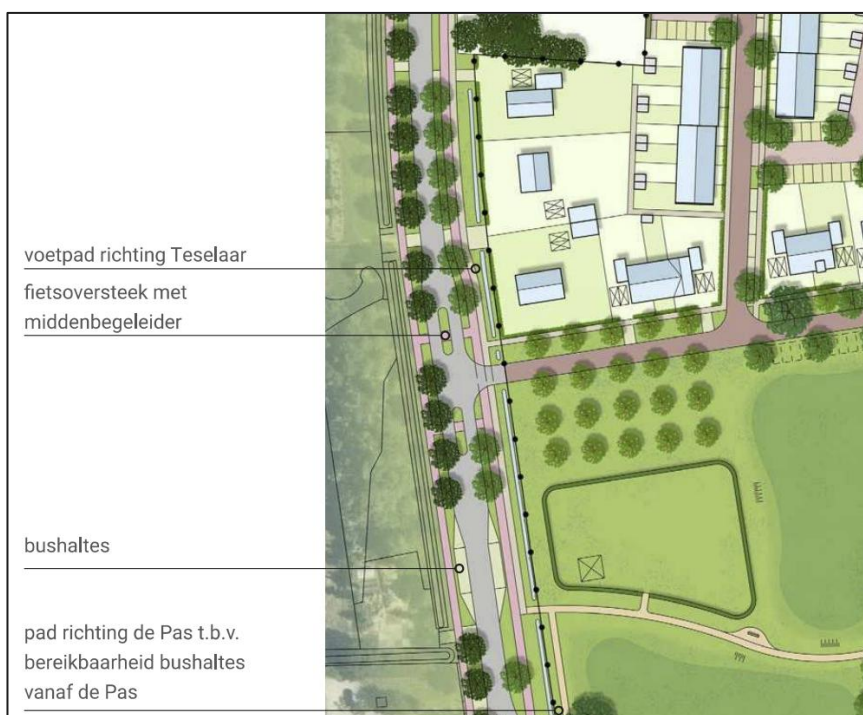 voetpad richting Teselaar
fietsoversteek met
middenbegeleider
bushaltes
pad richting de Pas t.b.v.
bereikbaarheid bushaltes
vanaf de Pas